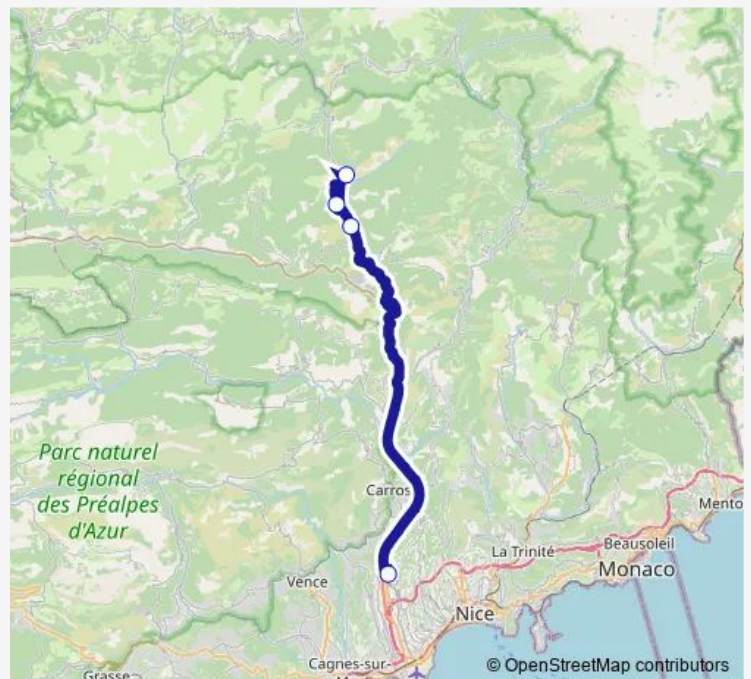 Parc naturel
régional
des Préalpes
d'Azur
Carros
Mento
La Trinité
Beausoleil
Monaco
Vence
Nice
Cagnes-sur-
© OpenStreetMap contributors
Grasse